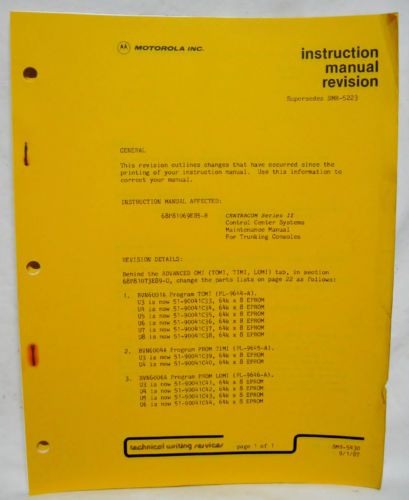 MOTOROLA INC.
instruction
manual
revision
Supersedes SMR-5223
GENERAL
This revision outlines changes that have occurred since the
printing of your instruction manual. Use this information to
correct your manual.
INSTRUCTION MANUAL AFFECTED:
68P81069E85-B CENTRACOM Series II
Control Center Systems
Maintenance Manual
For Trunking Consoles
REVISION DETAILS:
Behind the ADVANCED OMI (TOMI, TIMI, LOMI) tab, in section
68P81073E89-O, change the parts lists on page 22 as follows:
1. BVN6001B Program TOMI (PL-9644-A).
U3 is now 51-90041C33, 64k x 8 EPROM
U4 is now 51-90041C34, 64k x 8 EPROM
U5 is now 51-90041C35, 64k x 8 EPROM
U6 is now 51-90041C36, 64k x 8 EPROM
U7 is now 51-90041C37, 64k x 8 EPROM
U8 is now 51-90041C38, 64k x 8 EPROM
2. BVN6004A Program PROM TIMI (PL-9645-A).
U3 is now 51-90041C39, 64k x 8 EPROM
U4 is now 51-90041C40, 64k x 8 EPROM
3. BVN6006A Program PROM LOMI (PL-9646-A).
U3 is now 51-90041C41, 64k x 8 EPROM
U4 is now 51-90041C42, 64k x 8 EPROM
U5 is now 51-90041C43, 64k x 8 EPROM
U6 is now 51-90041C44, 64k x 8 EPROM
technical writing services page 1 of 1
SMR-5430
9/1/87